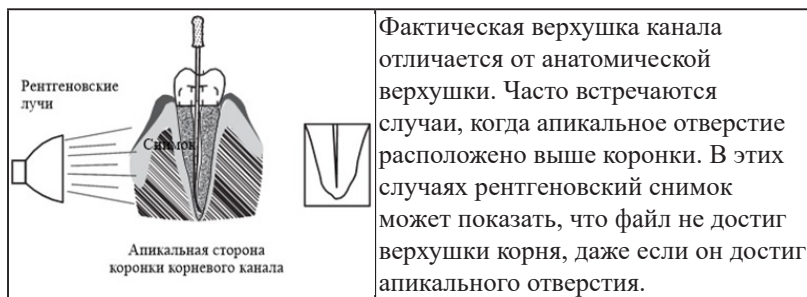 Рентгеновские
лучи
Снимок
Апикальная сторона
коронки корневого канала
Фактическая верхушка канала
отличается от анатомической
верхушки. Часто встречаются
случаи, когда апикальное отверстие
расположено выше коронки. В этих
случаях рентгеновский снимок
может показать, что файл не достиг
верхушки корня, даже если он достиг
апикального отверстия.